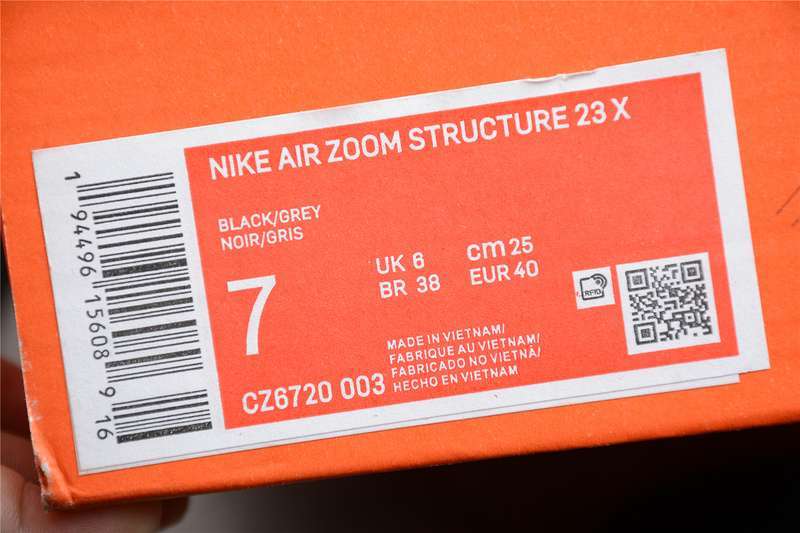 NIKE AIR ZOOM STRUCTURE 23 X
BLACK/GREY
NOIR/GRIS
7
UK 6
BR 38
cm 25
EUR 40
RFID
CZ6720 003
MADE IN VIETNAM/
FABRIQUE AU VIETNAM/
FABRICADO NO VIETNÃ/
HECHO EN VIETNAM
1 94496 15608 9 16